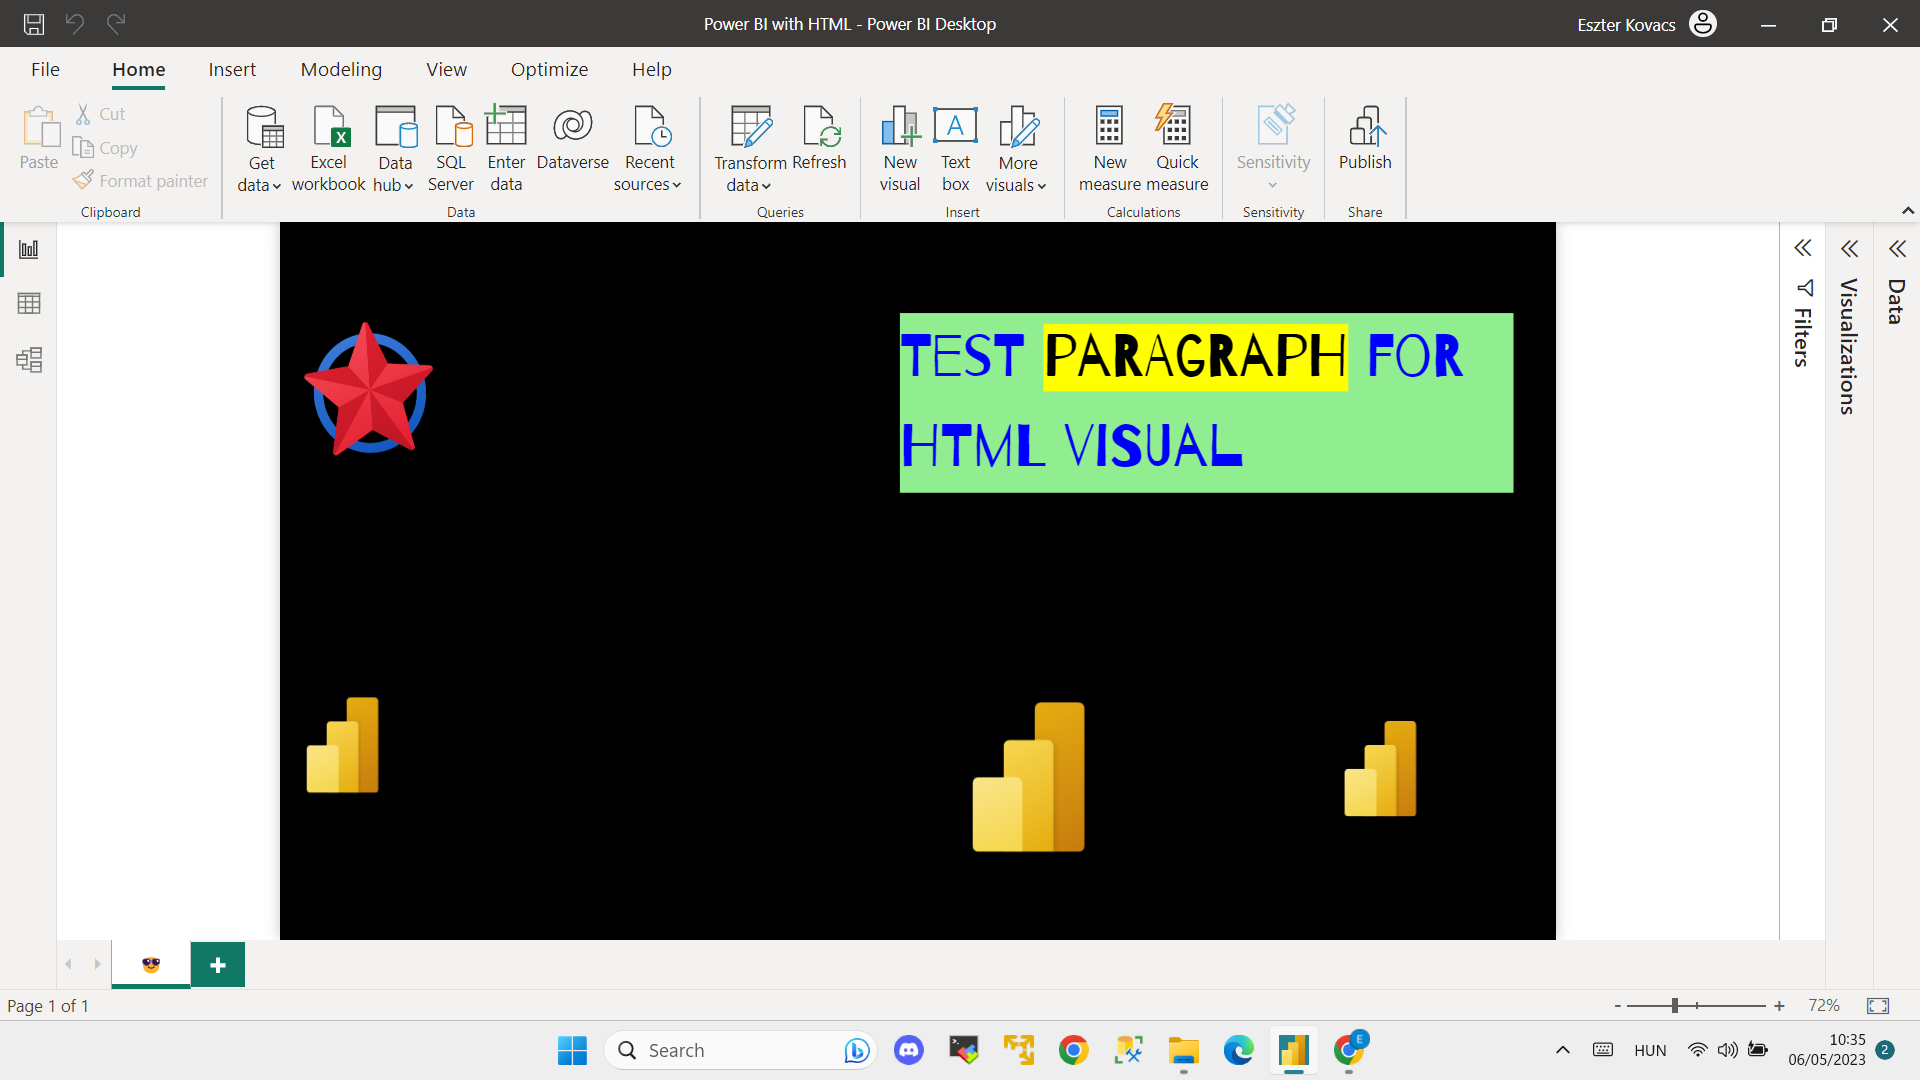 Power BI with HTML - Power BI Desktop
Eszter Kovacs
File Home Insert Modeling View Optimize Help
Paste
Cut
Copy
Format painter
Clipboard
Get data
Excel workbook
Data hub
SQL Server
Enter data
Dataverse
Recent sources
Data
Transform data
Refresh
Queries
New visual
A
Text box
More visuals
Insert
New measure
Quick measure
Calculations
Sensitivity
Sensitivity
Publish
Share
TEST PARAGRAPH FOR
HTML VISUAL
Filters
Visualizations
Data
Page 1 of 1
- + 72%
Search
E
HUN
10:35
06/05/2023
2